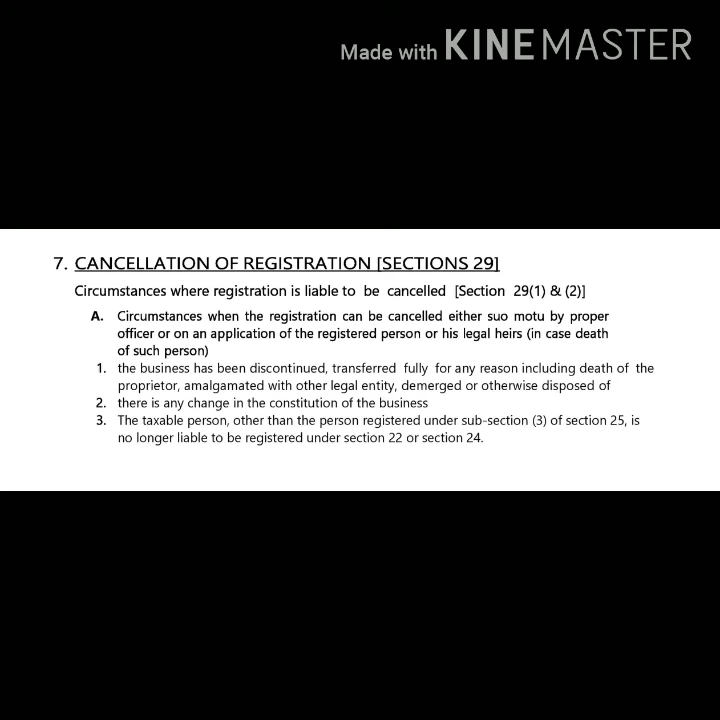 Made with KINEMASTER
7. CANCELLATION OF REGISTRATION [SECTIONS 29]
Circumstances where registration is liable to be cancelled [Section 29(1) & (2)]
A. Circumstances when the registration can be cancelled either suo motu by proper
officer or on an application of the registered person or his legal heirs (in case death
of such person)
1. the business has been discontinued, transferred fully for any reason including death of the
proprietor, amalgamated with other legal entity, demerged or otherwise disposed of
2. there is any change in the constitution of the business
3. The taxable person, other than the person registered under sub-section (3) of section 25, is
no longer liable to be registered under section 22 or section 24.